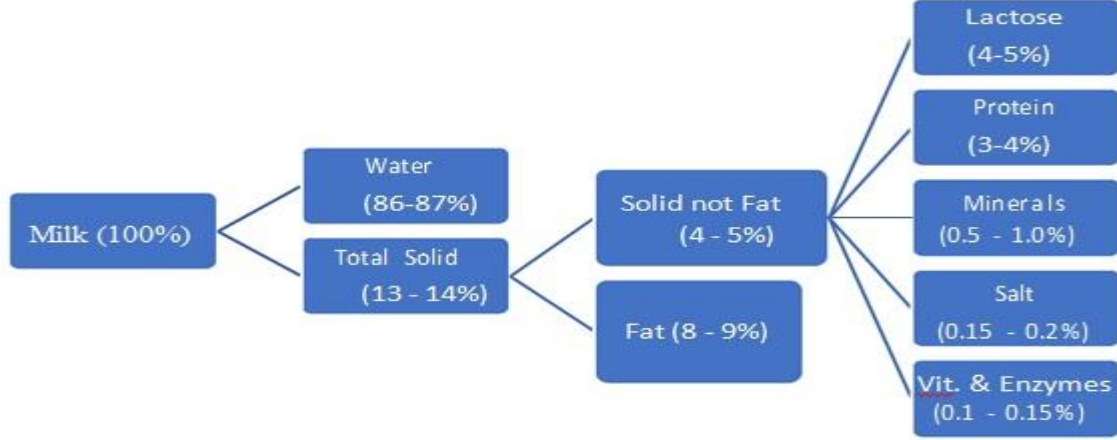 Milk (100%)
Water
(86-87%)
Total Solid
(13 - 14%)
Solid not Fat
(4 - 5%)
Fat (8 - 9%)
Lactose
(4-5%)
Protein
(3-4%)
Minerals
(0.5 - 1.0%)
Salt
(0.15 - 0.2%)
Vit. & Enzymes
(0.1 - 0.15%)